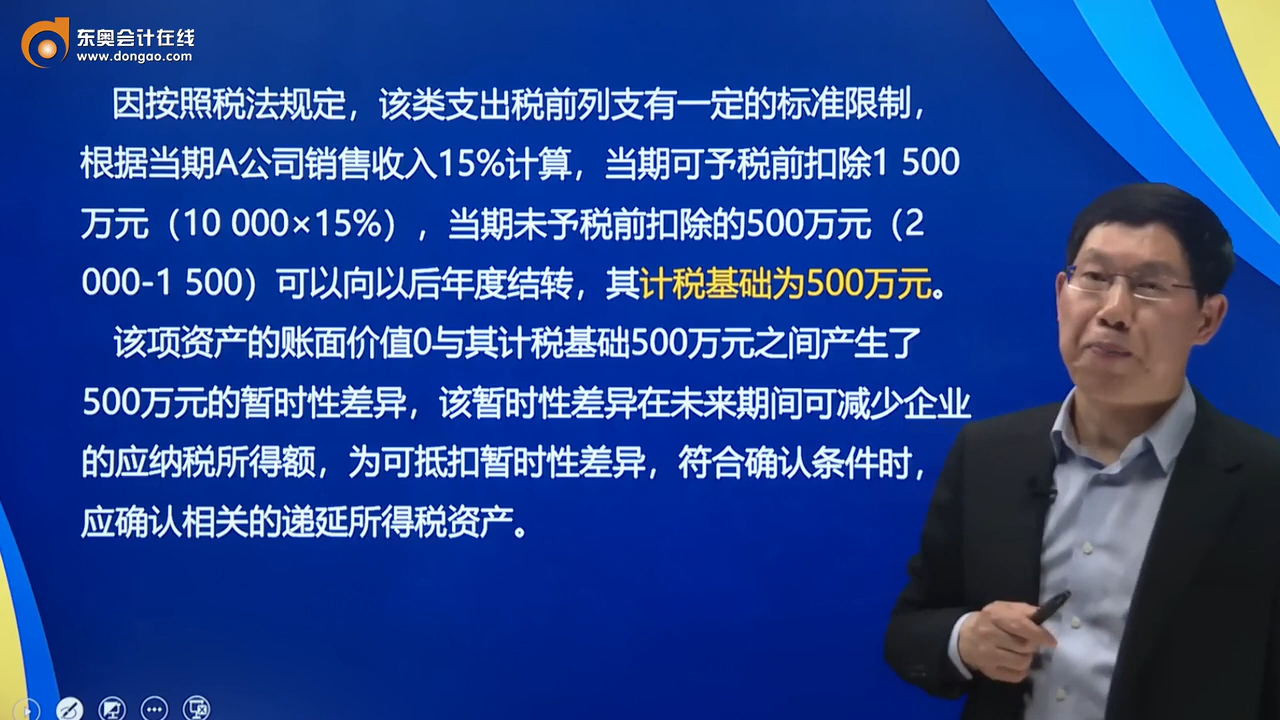 东奥会计在线
www.dongao.com
因按照税法规定，该类支出税前列支有一定的标准限制，
根据当期A公司销售收入15%计算，当期可予税前扣除1 500
万元（10 000×15%），当期未予税前扣除的500万元（2
000-1 500）可以向以后年度结转，其计税基础为500万元。
该项资产的账面价值0与其计税基础500万元之间产生了
500万元的暂时性差异，该暂时性差异在未来期间可减少企业
的应纳税所得额，为可抵扣暂时性差异，符合确认条件时，
应确认相关的递延所得税资产。